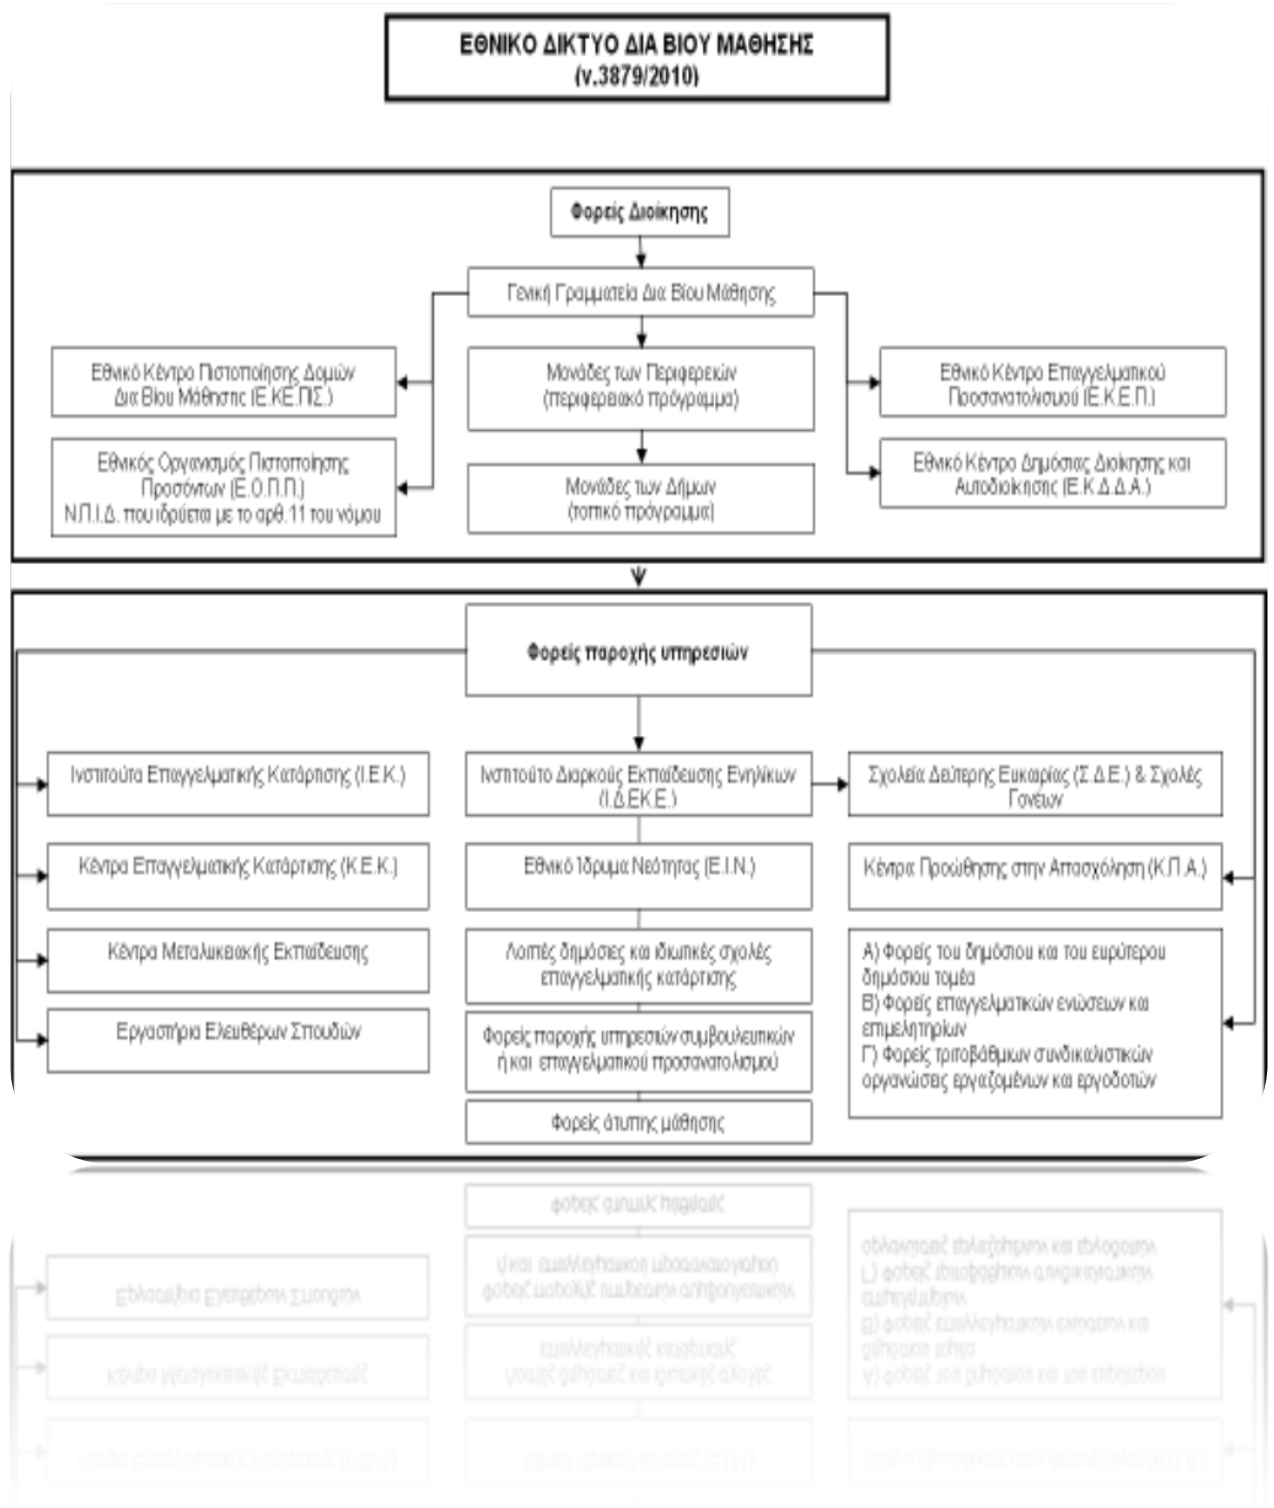 ΕΘΝΙΚΟ ΔΙΚΤΥΟ ΔΙΑ ΒΙΟΥ ΜΑΘΗΣΗΣ
(ν.3879/2010)
Φορείς Διοίκησης
Γενική Γραμματεία Δια Βίου Μάθησης
Εθνικό Κέντρο Πιστοποίησης Δομών
Δια Βίου Μάθησης (Ε.ΚΕ.ΠΙΣ.)
Μονάδες των Περιφερειών
(περιφερειακό πρόγραμμα)
Εθνικό Κέντρο Επαγγελματικού
Προσανατολισμού (Ε.Κ.Ε.Π.)
Εθνικός Οργανισμός Πιστοποίησης
Προσόντων (Ε.Ο.Π.Π.)
Ν.Π.Ι.Δ. που ιδρύεται με το αρθ.11 του νόμου
Μονάδες των Δήμων
(τοπικό πρόγραμμα)
Εθνικό Κέντρο Δημόσιας Διοίκησης και
Αυτοδιοίκησης (Ε.Κ.Δ.Δ.Α.)
Φορείς παροχής υπηρεσιών
Ινστιτούτα Επαγγελματικής Κατάρτισης (Ι.Ε.Κ.)
Ινστιτούτο Διαρκούς Εκπαίδευσης Ενηλίκων
(Ι.Δ.ΕΚ.Ε.)
Σχολεία Δεύτερης Ευκαιρίας (Σ.Δ.Ε.) & Σχολές
Γονέων
Κέντρα Επαγγελματικής Κατάρτισης (Κ.Ε.Κ.)
Εθνικό Ίδρυμα Νεότητας (Ε.Ι.Ν.)
Κέντρα Προώθησης στην Απασχόληση (Κ.Π.Α.)
Κέντρα Μεταλυκειακής Εκπαίδευσης
Λοιπές δημόσιες και ιδιωτικές σχολές
επαγγελματικής κατάρτισης
Α) Φορείς του δημόσιου και του ευρύτερου
δημόσιου τομέα
Β) Φορείς επαγγελματικών ενώσεων και
επιμελητηρίων
Γ) Φορείς τριτοβάθμιων συνδικαλιστικών
οργανώσεις εργαζομένων και εργοδοτών
Εργαστήρια Ελευθέρων Σπουδών
Φορείς παροχής υπηρεσιών συμβουλευτικών
ή και επαγγελματικού προσανατολισμού
Φορείς άτυπης μάθησης